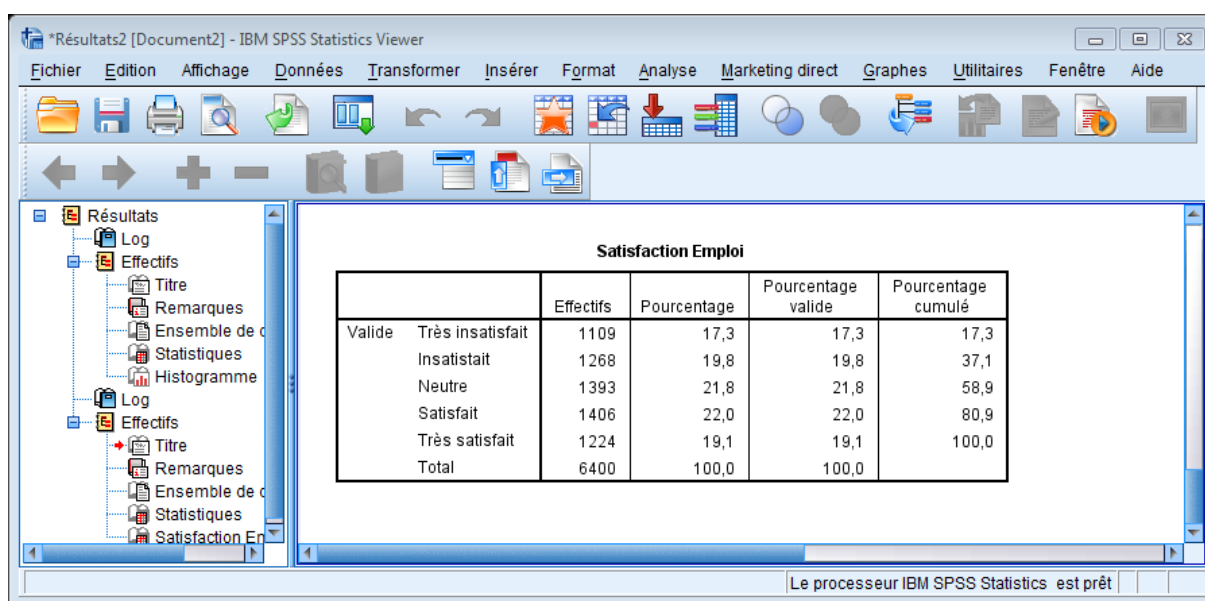 *Résultats2 [Document2] - IBM SPSS Statistics Viewer
Fichier Edition Affichage Données Transformer Insérer Format Analyse Marketing direct Graphes Utilitaires Fenêtre Aide
Résultats
Log
Effectifs
Titre
Remarques
Ensemble de d
Statistiques
Histogramme
Log
Effectifs
Titre
Remarques
Ensemble de d
Statistiques
Satisfaction En
Satisfaction Emploi
Effectifs Pourcentage Pourcentage valide Pourcentage cumulé
Valide Très insatisfait 1109 17,3 17,3 17,3
Insatistait 1268 19,8 19,8 37,1
Neutre 1393 21,8 21,8 58,9
Satisfait 1406 22,0 22,0 80,9
Très satisfait 1224 19,1 19,1 100,0
Total 6400 100,0 100,0
Le processeur IBM SPSS Statistics est prêt